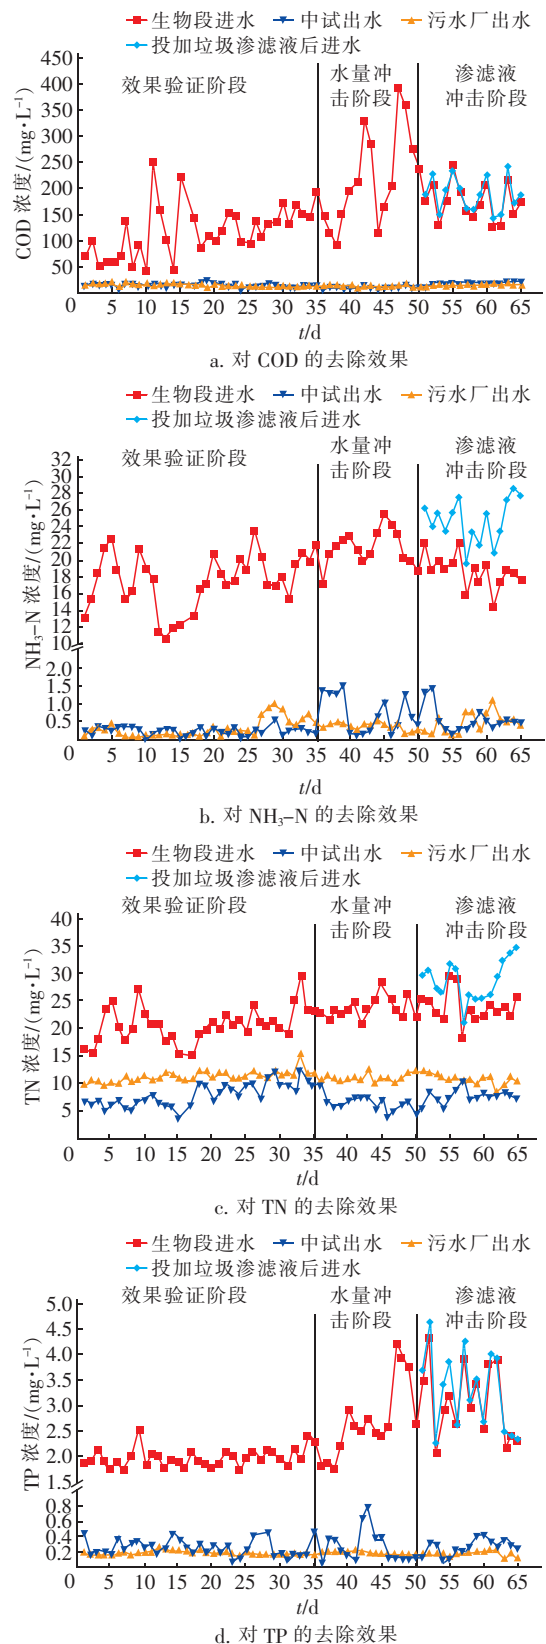 生物段进水 中试出水 污水厂出水
投加垃圾渗滤液后进水
效果验证阶段 水量冲击阶段 渗滤液冲击阶段
COD 浓度/(mg·L⁻¹)
450
400
350
300
250
200
150
100
50
0 5 10 15 20 25 30 35 40 45 50 55 60 65
t/d
a. 对 COD 的去除效果
生物段进水 中试出水 污水厂出水
投加垃圾渗滤液后进水
效果验证阶段 水量冲击阶段 渗滤液冲击阶段
NH₃–N 浓度/(mg·L⁻¹)
32
30
28
26
24
22
20
18
16
14
12
10
2.0
1.5
1.0
0.5
0 5 10 15 20 25 30 35 40 45 50 55 60 65
t/d
b. 对 NH₃–N 的去除效果
生物段进水 中试出水 污水厂出水
投加垃圾渗滤液后进水
效果验证阶段 水量冲击阶段 渗滤液冲击阶段
TN 浓度/(mg·L⁻¹)
40
35
30
25
20
15
10
5
0 5 10 15 20 25 30 35 40 45 50 55 60 65
t/d
c. 对 TN 的去除效果
生物段进水 中试出水 污水厂出水
投加垃圾渗滤液后进水
效果验证阶段 水量冲击阶段 渗滤液冲击阶段
TP 浓度/(mg·L⁻¹)
5.0
4.5
4.0
3.5
3.0
2.5
2.0
1.5
0.8
0.6
0.4
0.2
0 5 10 15 20 25 30 35 40 45 50 55 60 65
t/d
d. 对 TP 的去除效果